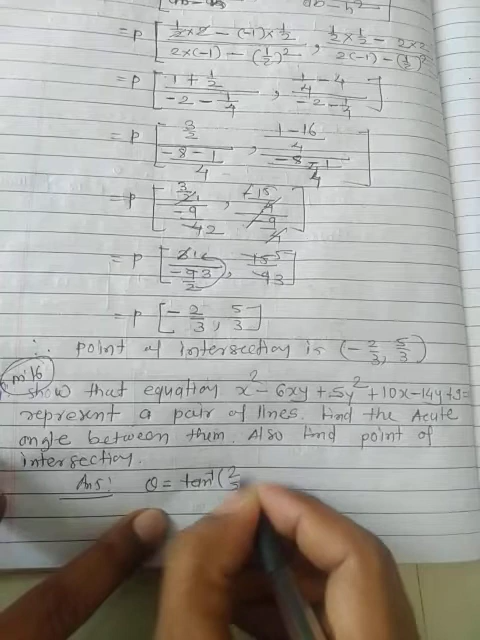 = P [ (1/2 × 2 - (-1) × 1/2) / (2×(-1) - (1/2)²) , (1/2 × 1/2 - 2×2) / (2(-1) - (1/2)²)
= P [ (1 + 1/2) / (-2 - 1/4) , (1/4 - 4) / (-2 - 1/4) ]
= P [ (3/2) / ((-8-1)/4) , ((1-16)/4) / ((-8-1)/4) ]
= P [ (3/2) / (-9/4) , (-15/4) / (-9/4) ]
= P [ -2/3 , 5/3 ]
∴ point of intersection is (-2/3, 5/3)
m'16
show that equation x² - 6xy + 5y² + 10x - 14y + 9 =
represent a pair of lines. find the Acute
angle between them. Also find point of
intersection.
Ans: θ = tan⁻¹(2/